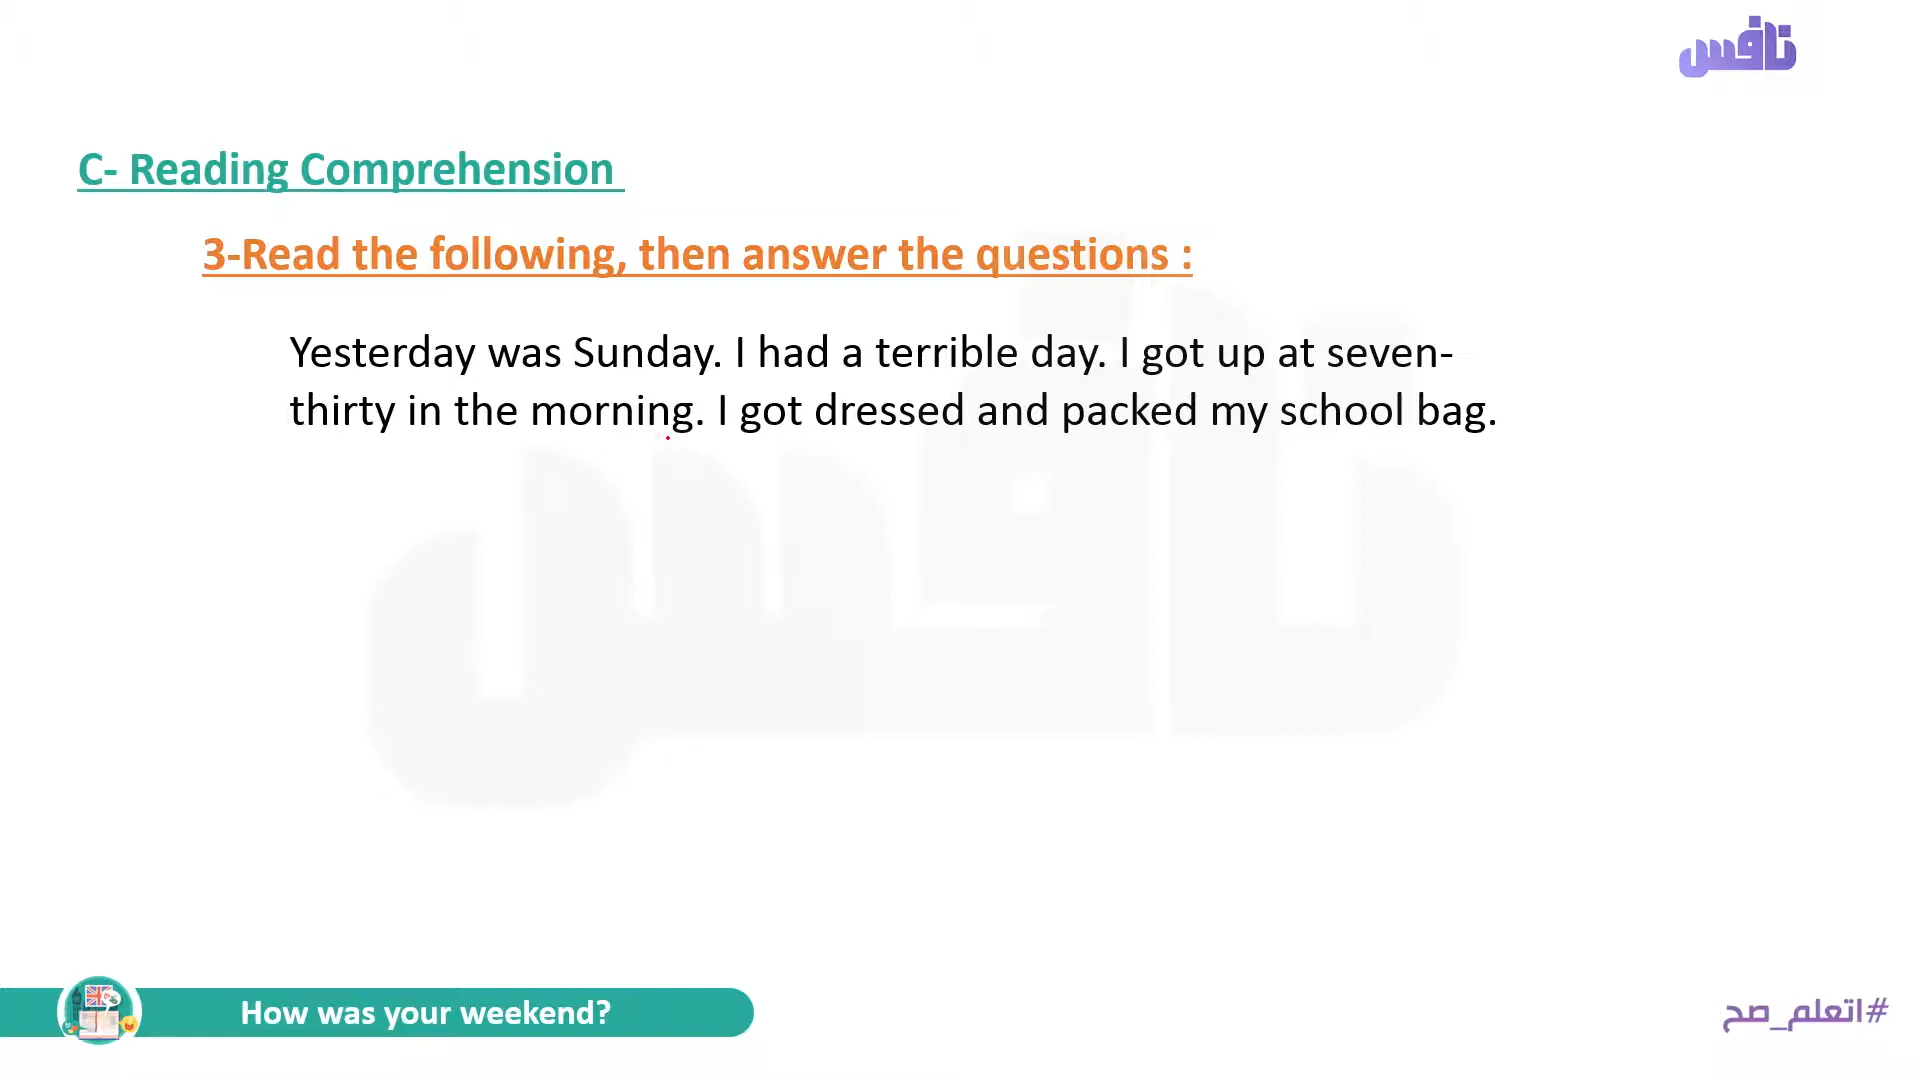 نافس
C- Reading Comprehension
3-Read the following, then answer the questions :
Yesterday was Sunday. I had a terrible day. I got up at seven-
thirty in the morning. I got dressed and packed my school bag.
How was your weekend?
#اتعلم_صح